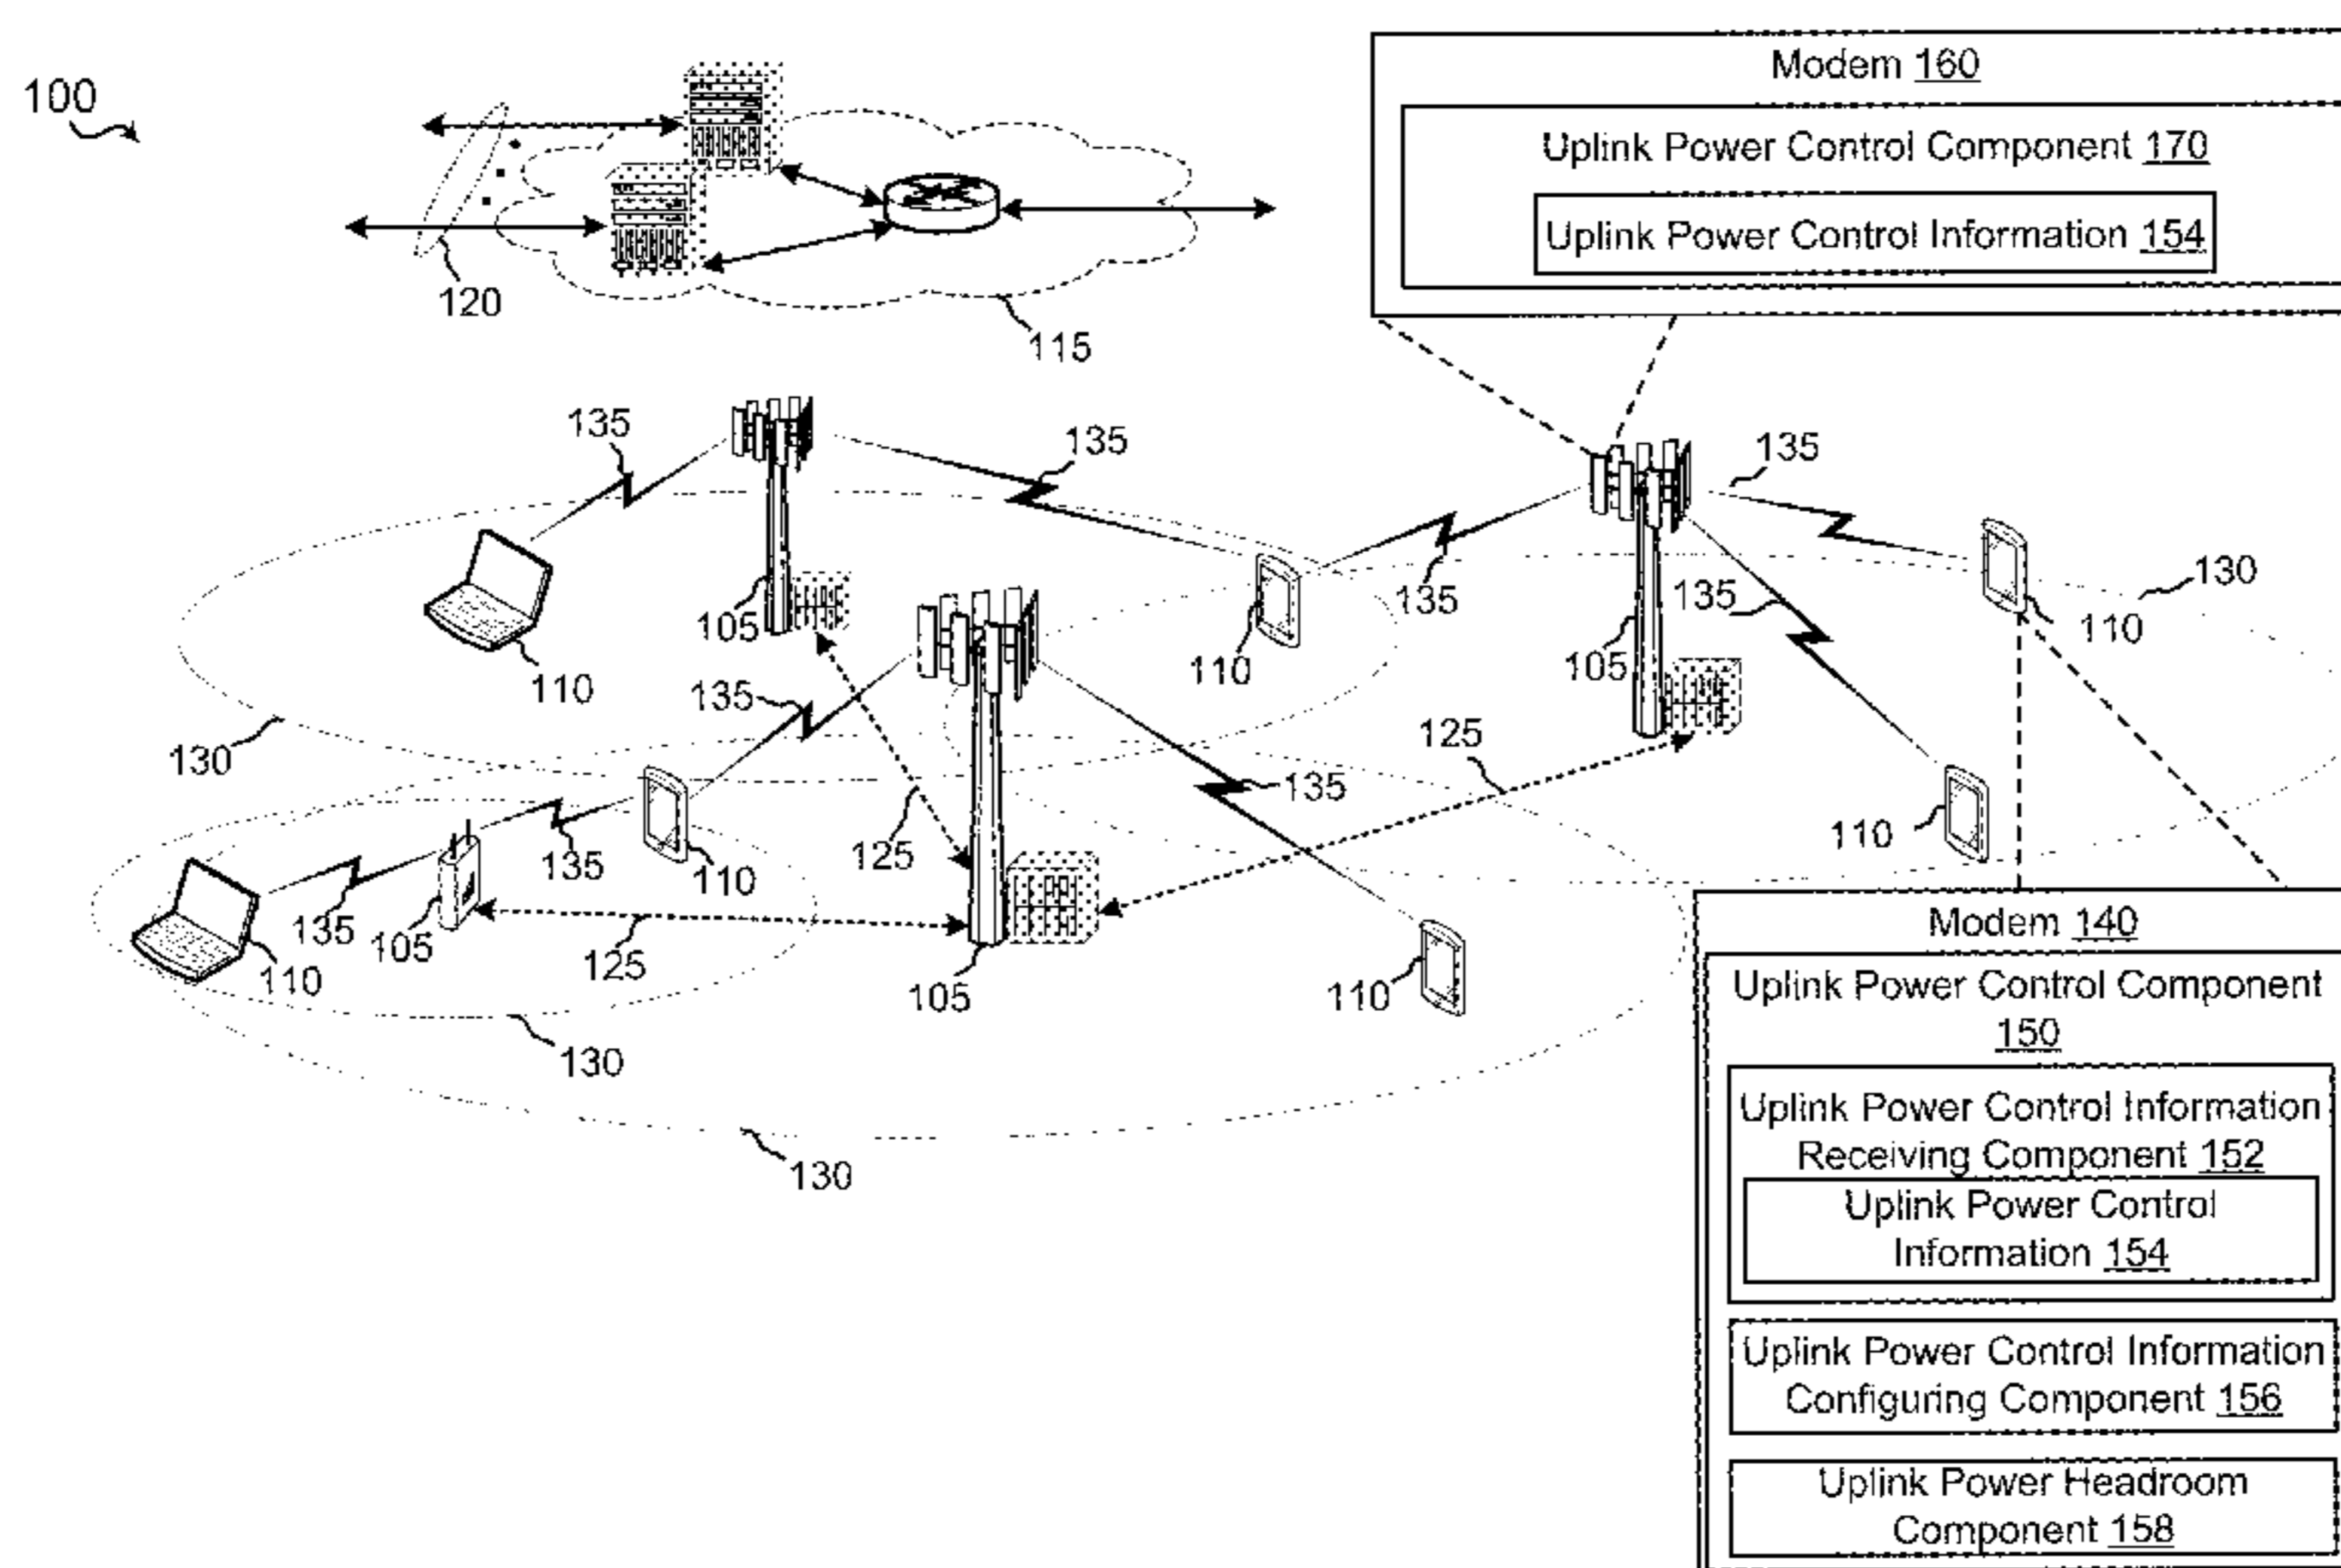 100
120
115
Modem 160
Uplink Power Control Component 170
Uplink Power Control Information 154
135
135
135
135
135
105
110
110
105
110
130
130
135
125
125
135
110
135
110
135
105
110
125
105
110
130
130
Modem 140
Uplink Power Control Component
150
Uplink Power Control Information
Receiving Component 152
Uplink Power Control
Information 154
Uplink Power Control Information
Configuring Component 156
Uplink Power Headroom
Component 158